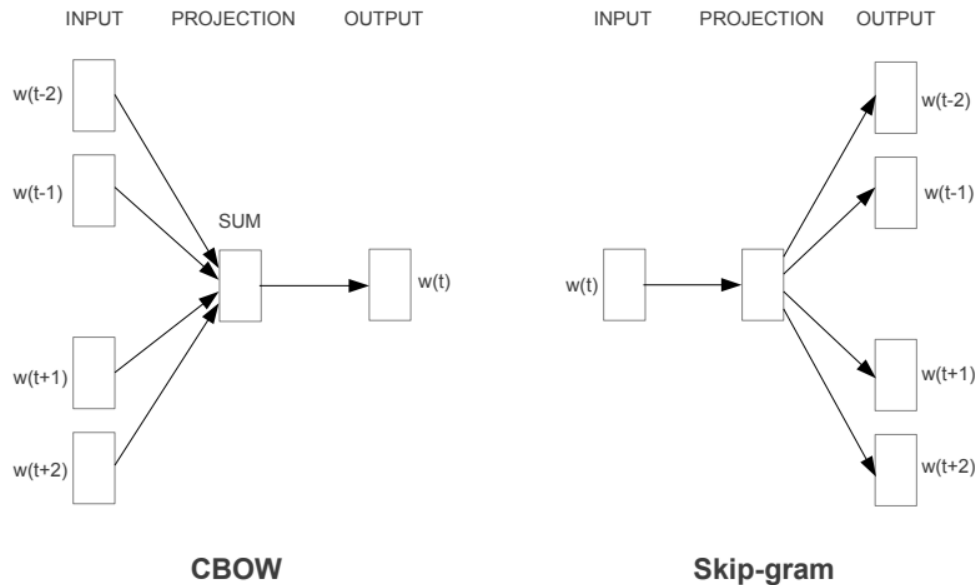 INPUT PROJECTION OUTPUT
w(t-2)
w(t-1)
SUM
w(t)
w(t+1)
w(t+2)
CBOW
INPUT PROJECTION OUTPUT
w(t-2)
w(t-1)
w(t)
w(t+1)
w(t+2)
Skip-gram